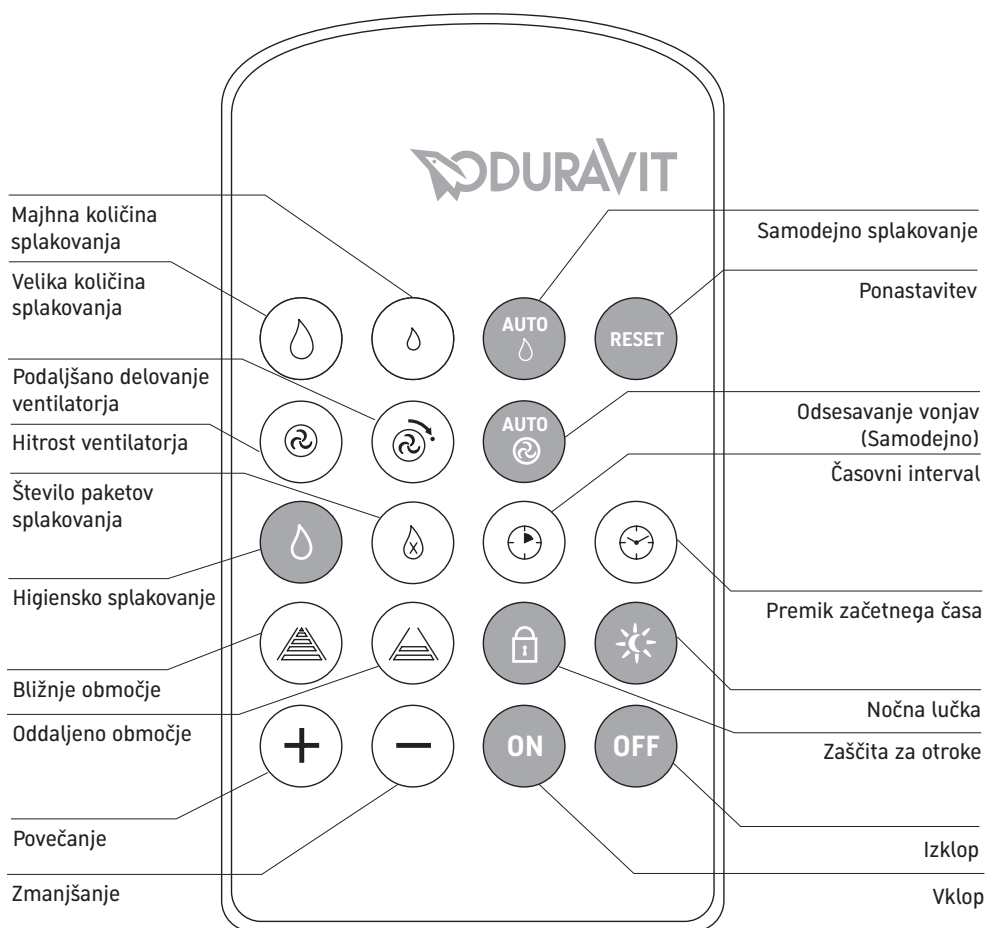 DURAVIT
Majhna količina
splakovanja
Velika količina
splakovanja
Podaljšano delovanje
ventilatorja
Hitrost ventilatorja
Število paketov
splakovanja
Higiensko splakovanje
Bližnje območje
Oddaljeno območje
Povečanje
Zmanjšanje
AUTO
RESET
AUTO
X
ON
OFF
Samodejno splakovanje
Ponastavitev
Odsesavanje vonjav
(Samodejno)
Časovni interval
Premik začetnega časa
Nočna lučka
Zaščita za otroke
Izklop
Vklop